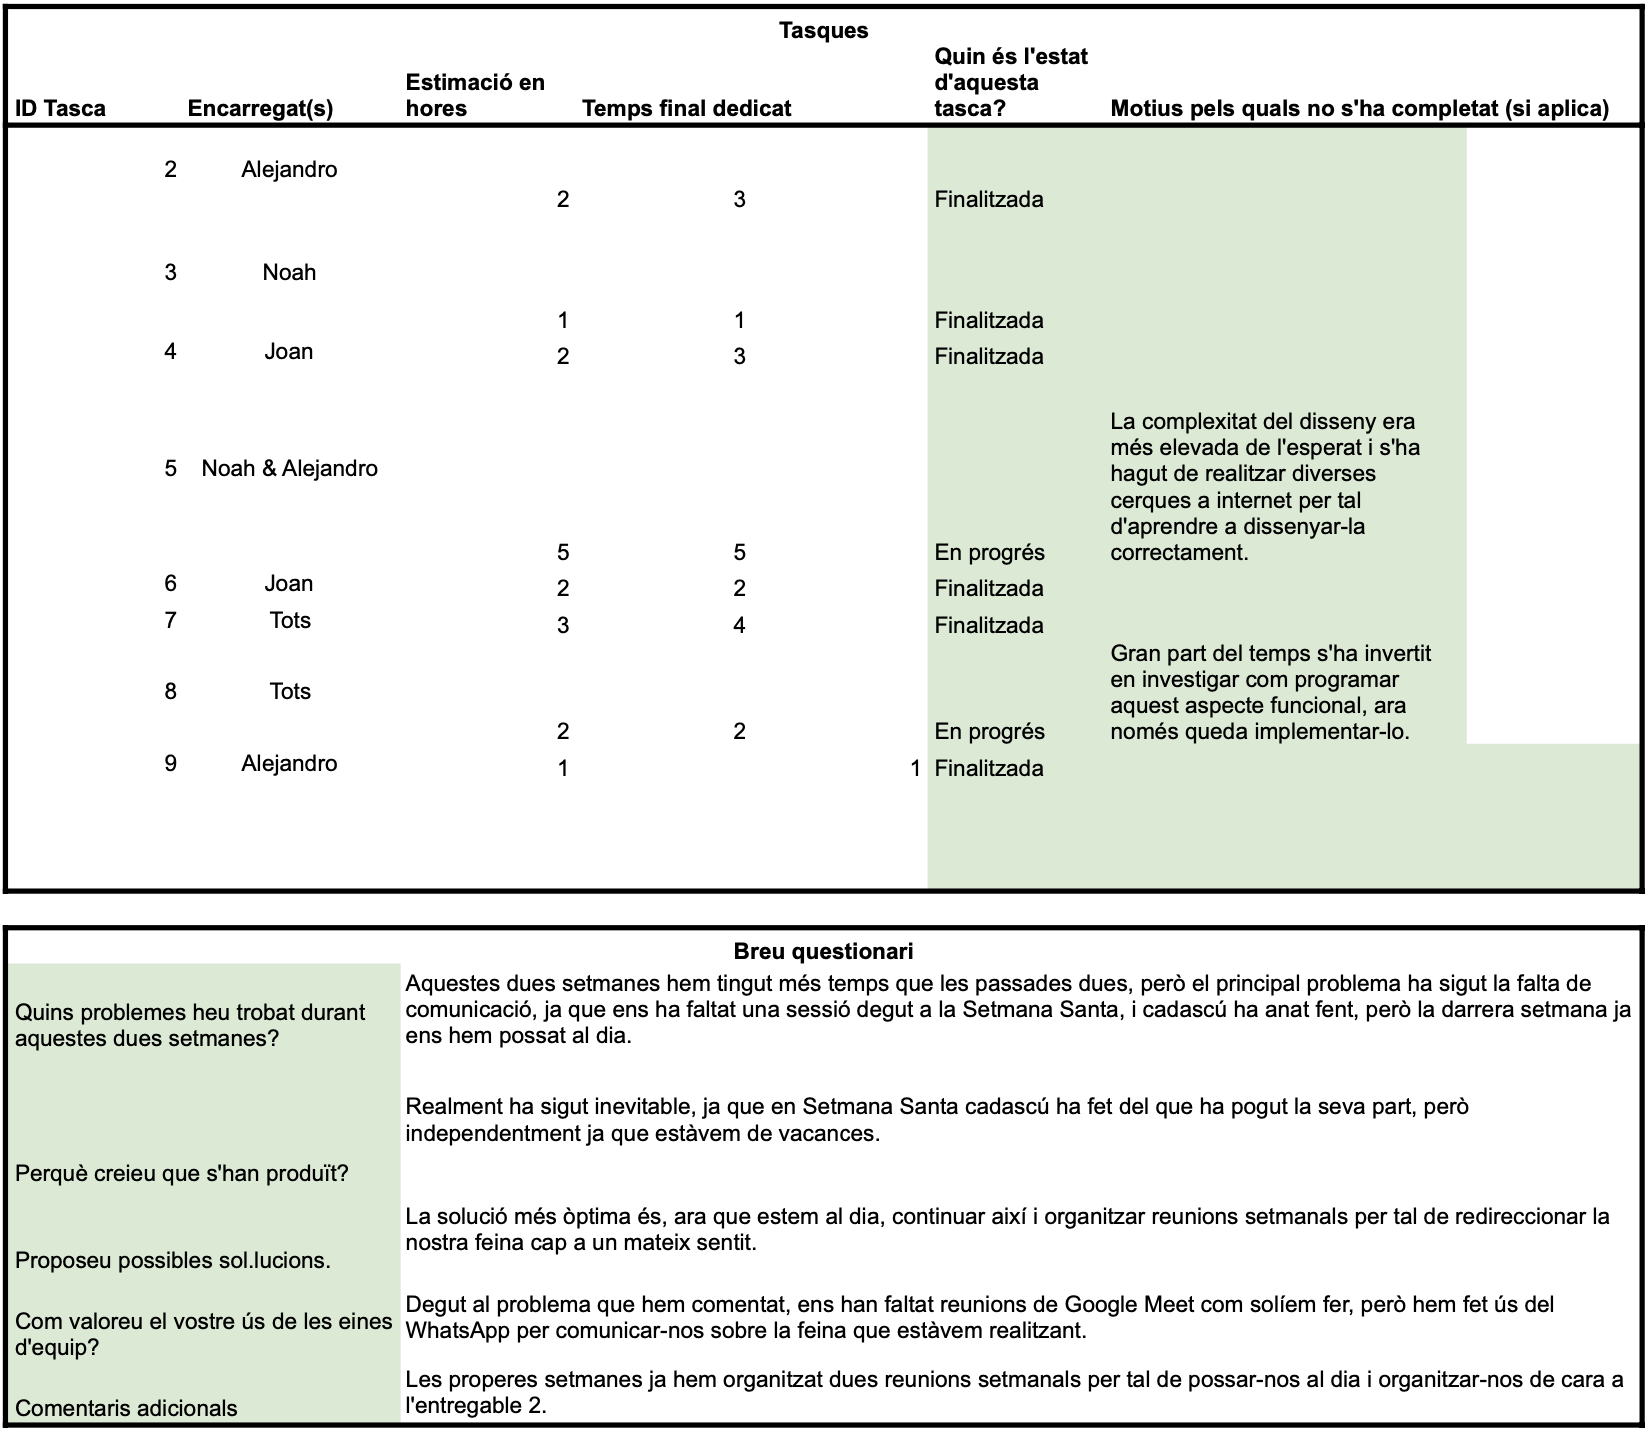 Tasques
ID Tasca Encarregat(s) Estimació en hores Temps final dedicat Quin és l'estat d'aquesta tasca? Motius pels quals no s'ha completat (si aplica)
2 Alejandro 2 3 Finalitzada
3 Noah 1 1 Finalitzada
4 Joan 2 3 Finalitzada
5 Noah & Alejandro 5 5 En progrés
La complexitat del disseny era
més elevada de l'esperat i s'ha
hagut de realitzar diverses
cerques a internet per tal
d'aprendre a dissenyar-la
correctament.
6 Joan 2 2 Finalitzada
7 Tots 3 4 Finalitzada
8 Tots 2 2 En progrés
Gran part del temps s'ha invertit
en investigar com programar
aquest aspecte funcional, ara
només queda implementar-lo.
9 Alejandro 1 1 Finalitzada
Breu questionari
Quins problemes heu trobat durant
aquestes dues setmanes?
Aquestes dues setmanes hem tingut més temps que les passades dues, però el principal problema ha sigut la falta de
comunicació, ja que ens ha faltat una sessió degut a la Setmana Santa, i cadascú ha anat fent, però la darrera setmana ja
ens hem possat al dia.
Perquè creieu que s'han produït?
Realment ha sigut inevitable, ja que en Setmana Santa cadascú ha fet del que ha pogut la seva part, però
independentment ja que estàvem de vacances.
Proposeu possibles sol.lucions.
La solució més òptima és, ara que estem al dia, continuar així i organitzar reunions setmanals per tal de redireccionar la
nostra feina cap a un mateix sentit.
Com valoreu el vostre ús de les eines
d'equip?
Degut al problema que hem comentat, ens han faltat reunions de Google Meet com solíem fer, però hem fet ús del
WhatsApp per comunicar-nos sobre la feina que estàvem realitzant.
Comentaris adicionals
Les properes setmanes ja hem organitzat dues reunions setmanals per tal de possar-nos al dia i organitzar-nos de cara a
l'entregable 2.